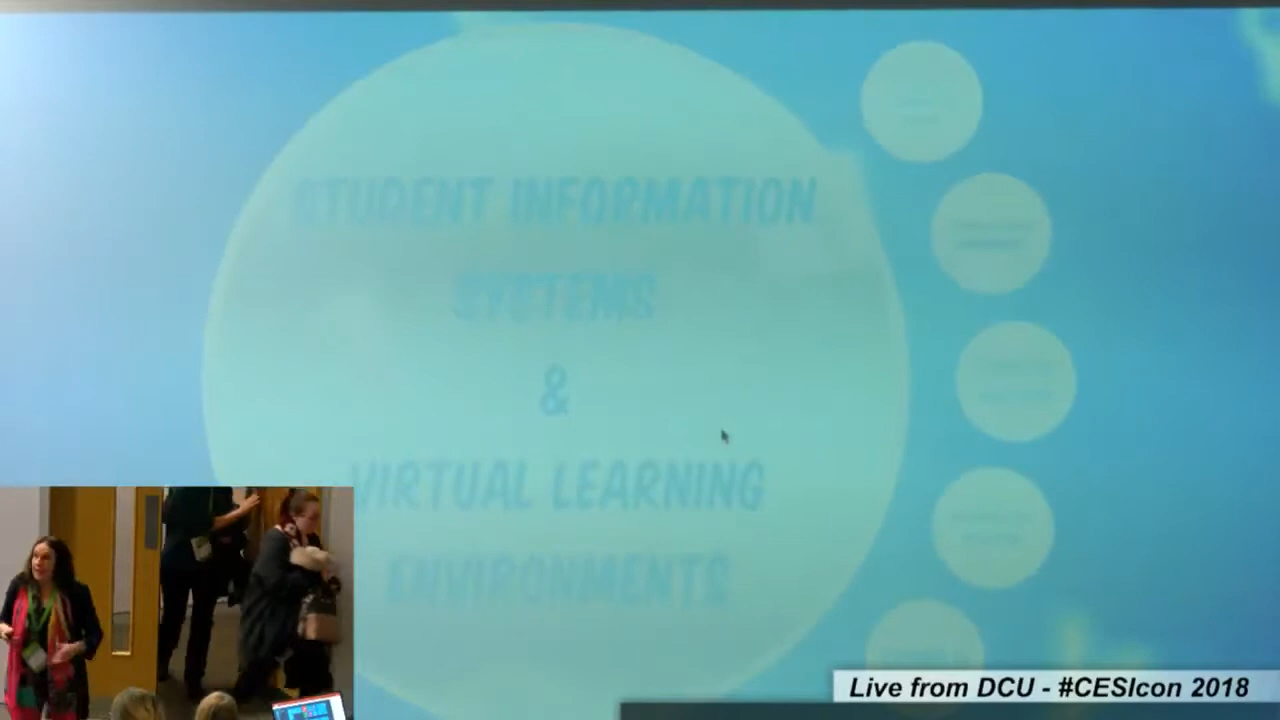 STUDENT INFORMATION
SYSTEMS
&
VIRTUAL LEARNING
ENVIRONMENTS
Live from DCU - #CESIcon 2018